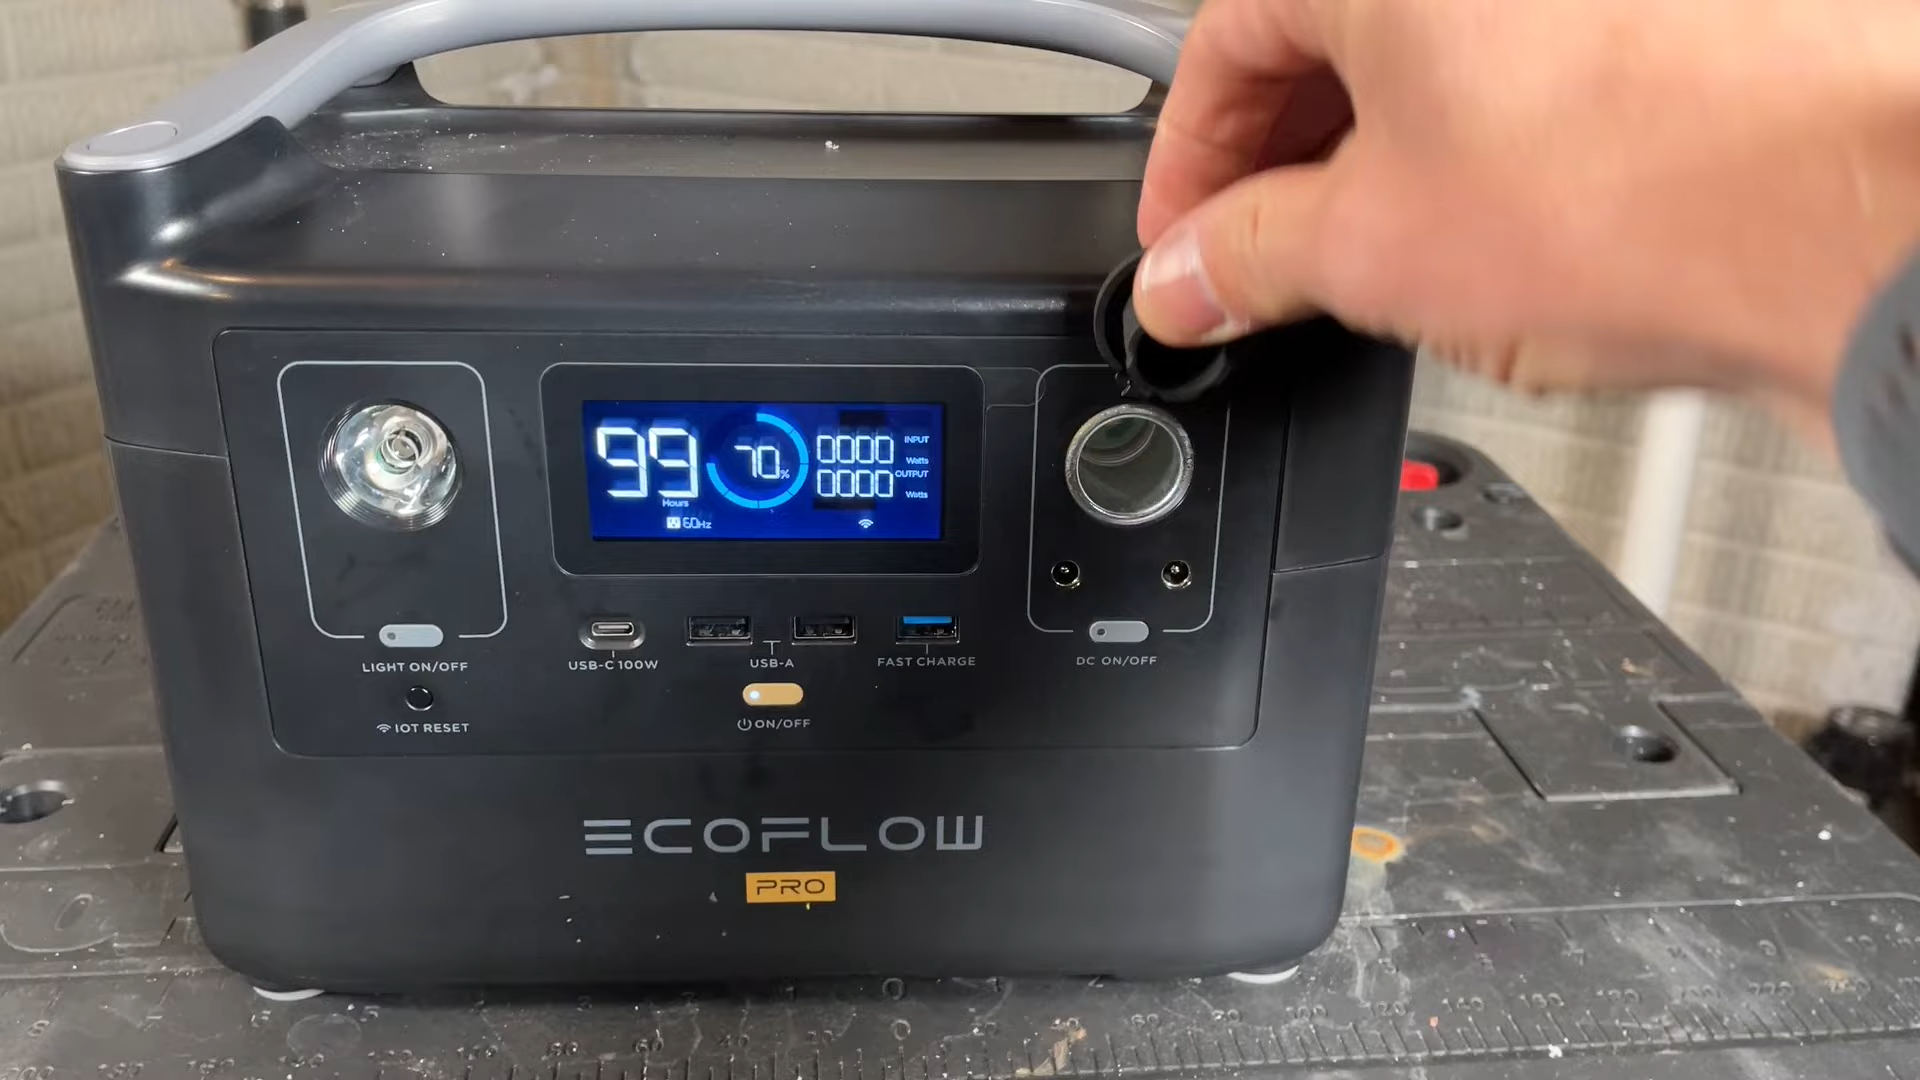 99
Hours
60Hz
70%
0000 INPUT
Watts
0000 OUTPUT
Watts
LIGHT ON/OFF
IOT RESET
USB-C 100W
USB-A
FAST CHARGE
ON/OFF
DC ON/OFF
ECOFLOW
PRO